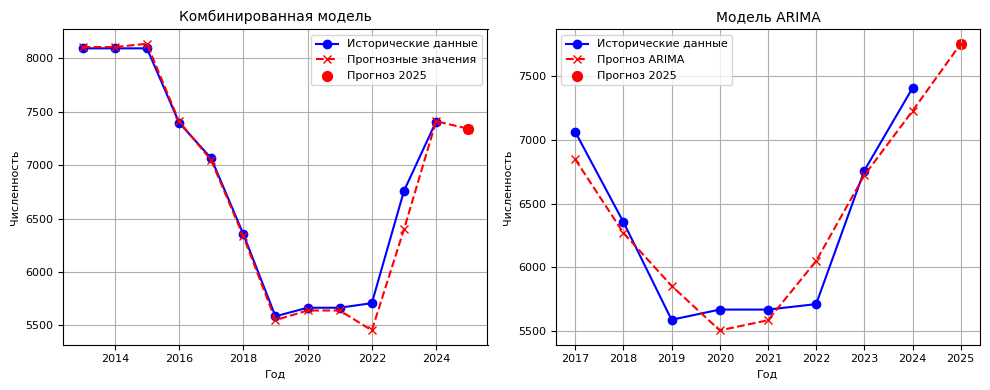 Комбинированная модель
Численность
8000
7500
7000
6500
6000
5500
Исторические данные
Прогнозные значения
Прогноз 2025
2014 2016 2018 2020 2022 2024
Год
Модель ARIMA
Численность
7500
7000
6500
6000
5500
Исторические данные
Прогноз ARIMA
Прогноз 2025
2017 2018 2019 2020 2021 2022 2023 2024 2025
Год